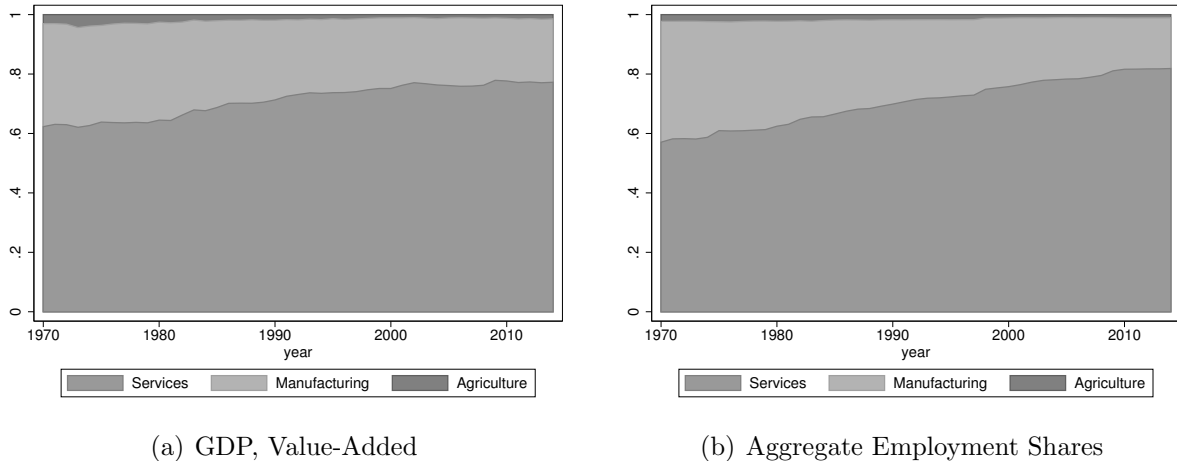 0
.2
.4
.6
.8
1
1970
1980
1990
2000
2010
year
Services
Manufacturing
Agriculture
(a) GDP, Value-Added
0
.2
.4
.6
.8
1
1970
1980
1990
2000
2010
year
Services
Manufacturing
Agriculture
(b) Aggregate Employment Shares